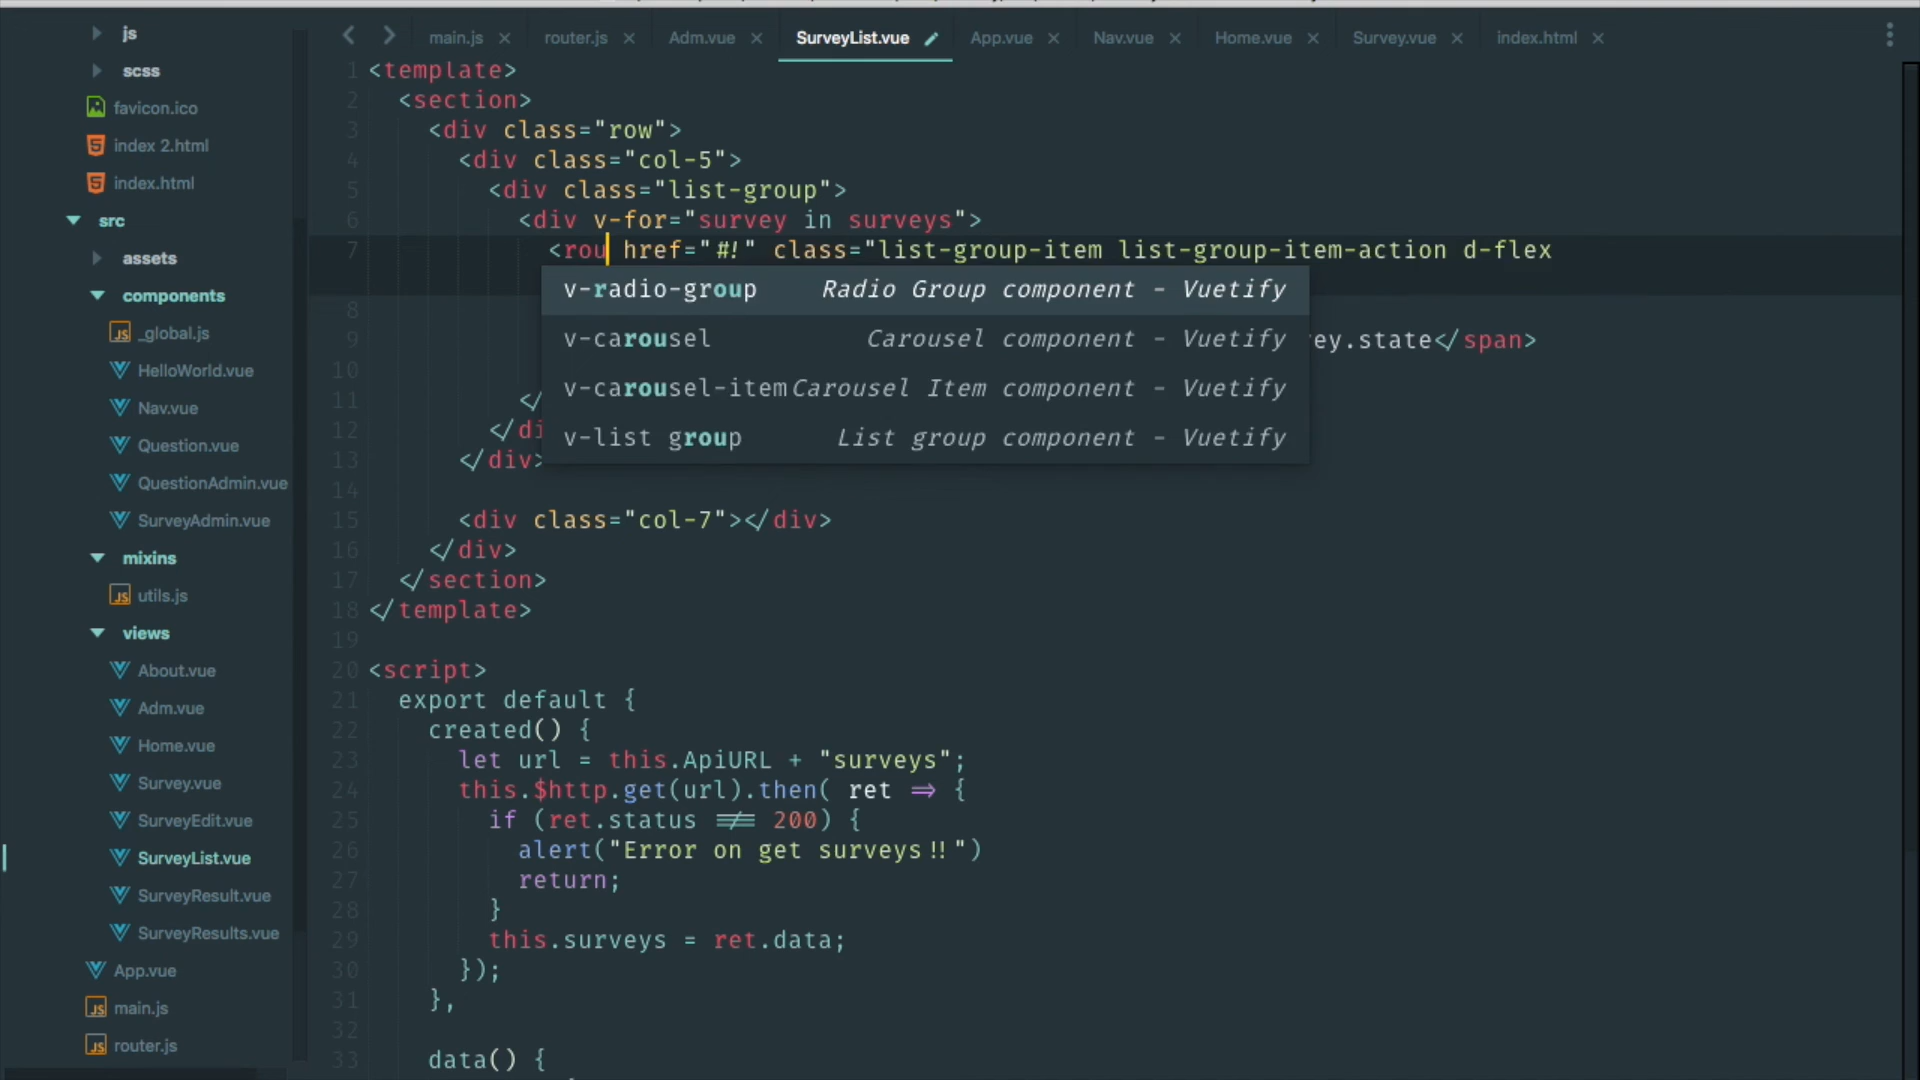 js
scss
favicon.ico
index 2.html
index.html
src
assets
components
_global.js
HelloWorld.vue
Nav.vue
Question.vue
QuestionAdmin.vue
SurveyAdmin.vue
mixins
utils.js
views
About.vue
Adm.vue
Home.vue
Survey.vue
SurveyEdit.vue
SurveyList.vue
SurveyResult.vue
SurveyResults.vue
App.vue
main.js
router.js
main.js × router.js × Adm.vue × SurveyList.vue App.vue × Nav.vue × Home.vue × Survey.vue × index.html ×
1 <template>
2 <section>
3 <div class="row">
4 <div class="col-5">
5 <div class="list-group">
6 <div v-for="survey in surveys">
7 <rou href="#!" class="list-group-item list-group-item-action d-flex
v-radio-group Radio Group component - Vuetify
8
v-carousel Carousel component - Vuetify
9 ey.state</span>
10
v-carousel-item Carousel Item component - Vuetify
11 </
12 </di
v-list group List group component - Vuetify
13 </div>
14
15 <div class="col-7"></div>
16 </div>
17 </section>
18 </template>
19
20 <script>
21 export default {
22 created() {
23 let url = this.ApiURL + "surveys";
24 this.$http.get(url).then( ret => {
25 if (ret.status !== 200) {
26 alert("Error on get surveys!!")
27 return;
28 }
29 this.surveys = ret.data;
30 });
31 },
32
33 data() {